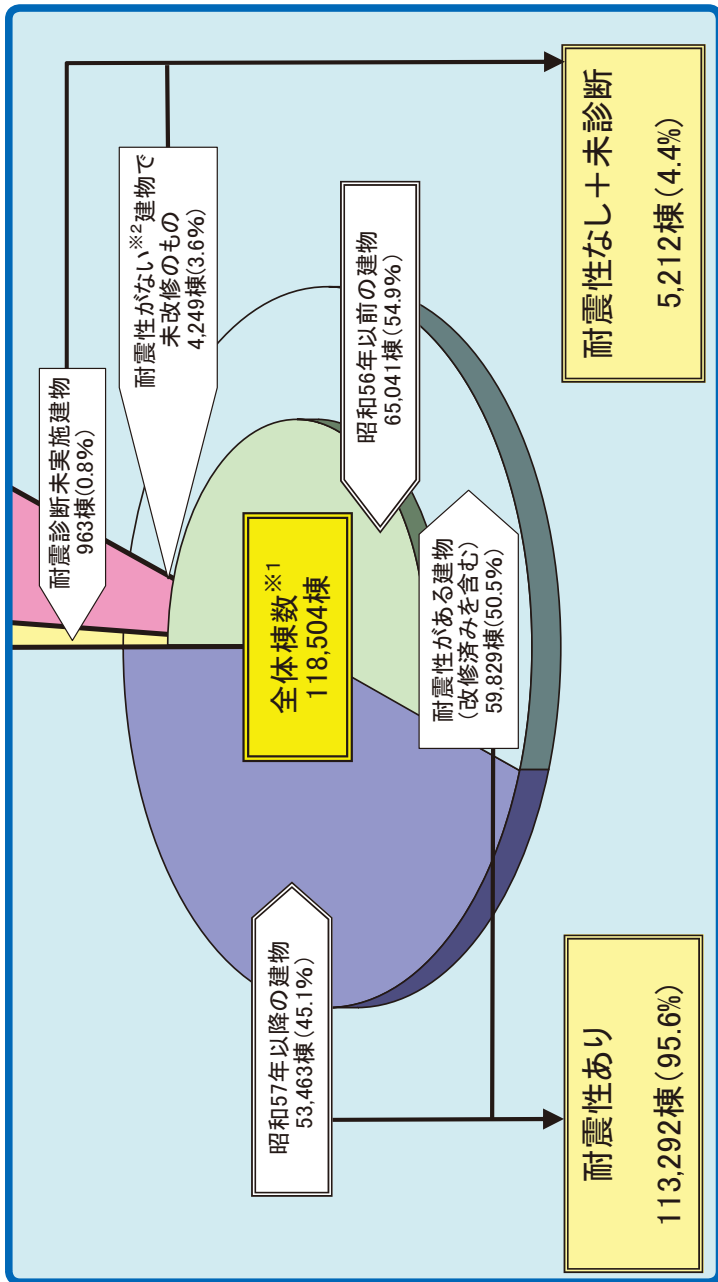 耐震診断未実施建物
963棟(0.8%)
耐震性がない※2建物で
未改修のもの
4,249棟(3.6%)
昭和56年以前の建物
65,041棟(54.9%)
全体棟数※1
118,504棟
昭和57年以降の建物
53,463棟(45.1%)
耐震性がある建物
(改修済みを含む)
59,829棟(50.5%)
耐震性あり
113,292棟(95.6%)
耐震性なし＋未診断
5,212棟(4.4%)